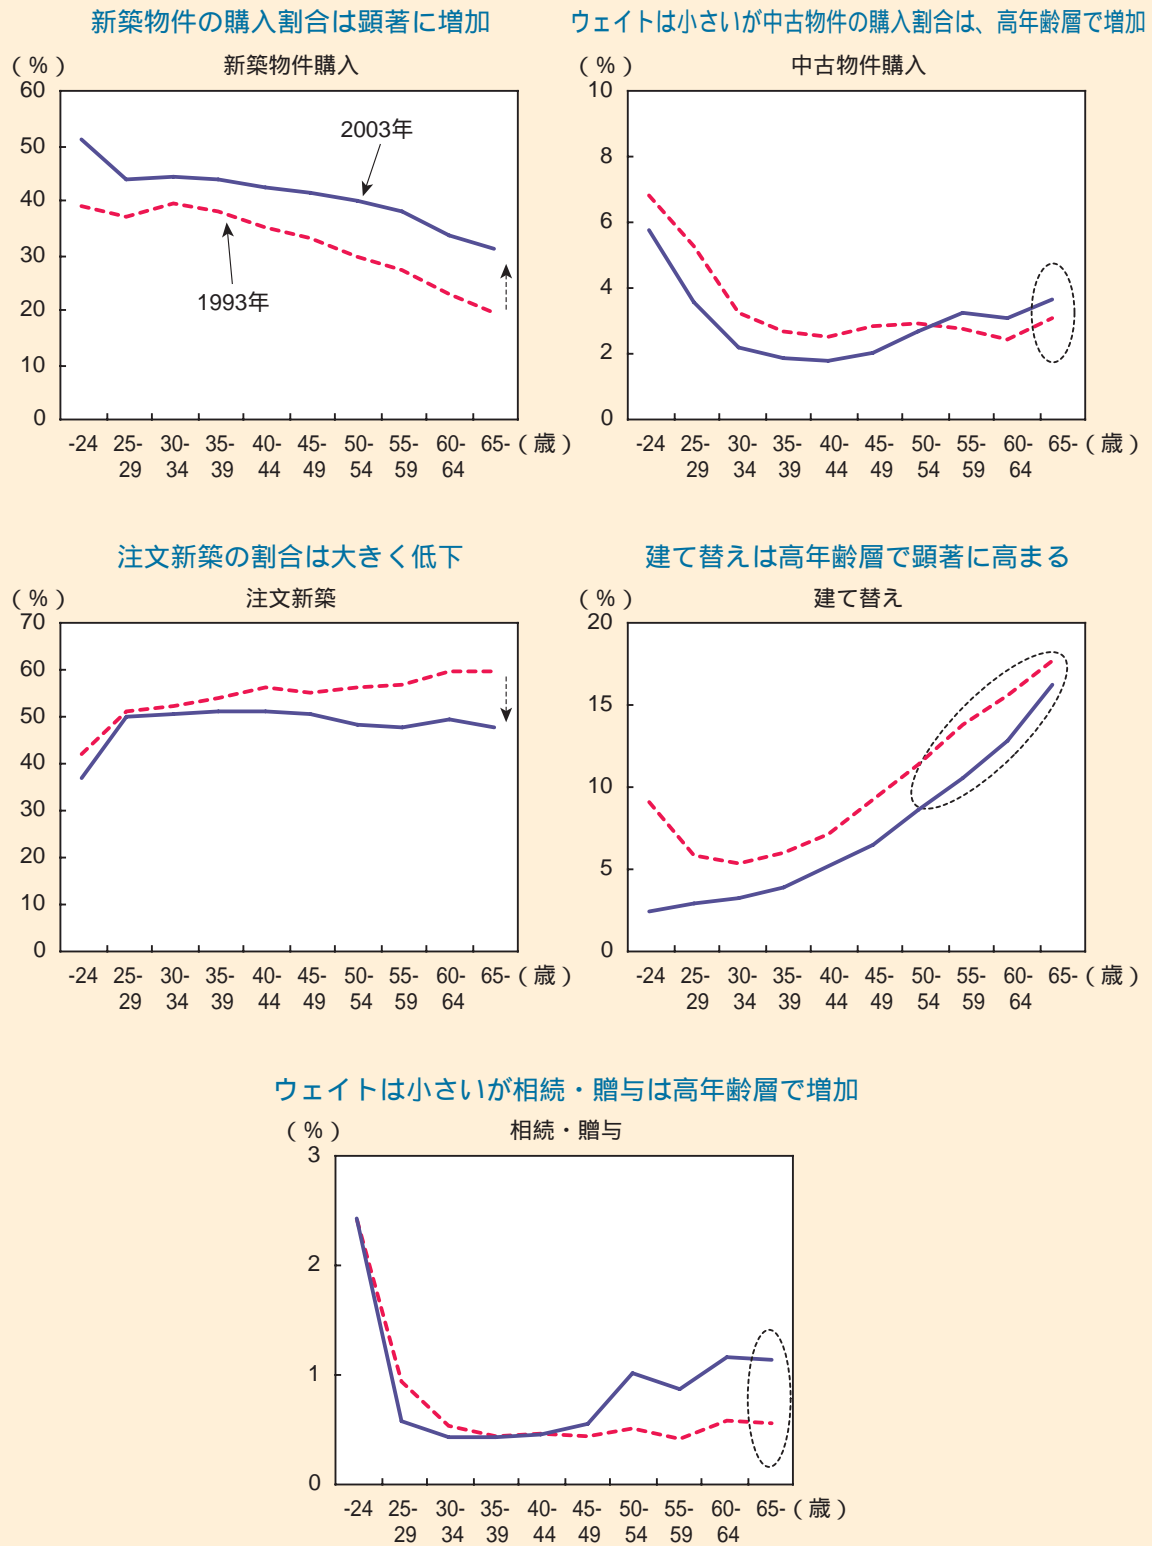 新築物件の購入割合は顕著に増加
（％）
新築物件購入
60
50
40
30
20
10
0
2003年
1993年
-24 25-29 30-34 35-39 40-44 45-49 50-54 55-59 60-64 65-（歳）
ウェイトは小さいが中古物件の購入割合は、高年齢層で増加
（％）
中古物件購入
10
8
6
4
2
0
-24 25-29 30-34 35-39 40-44 45-49 50-54 55-59 60-64 65-（歳）
注文新築の割合は大きく低下
（％）
注文新築
70
60
50
40
30
20
10
0
-24 25-29 30-34 35-39 40-44 45-49 50-54 55-59 60-64 65-（歳）
建て替えは高年齢層で顕著に高まる
（％）
建て替え
20
15
10
5
0
-24 25-29 30-34 35-39 40-44 45-49 50-54 55-59 60-64 65-（歳）
ウェイトは小さいが相続・贈与は高年齢層で増加
（％）
相続・贈与
3
2
1
0
-24 25-29 30-34 35-39 40-44 45-49 50-54 55-59 60-64 65-（歳）